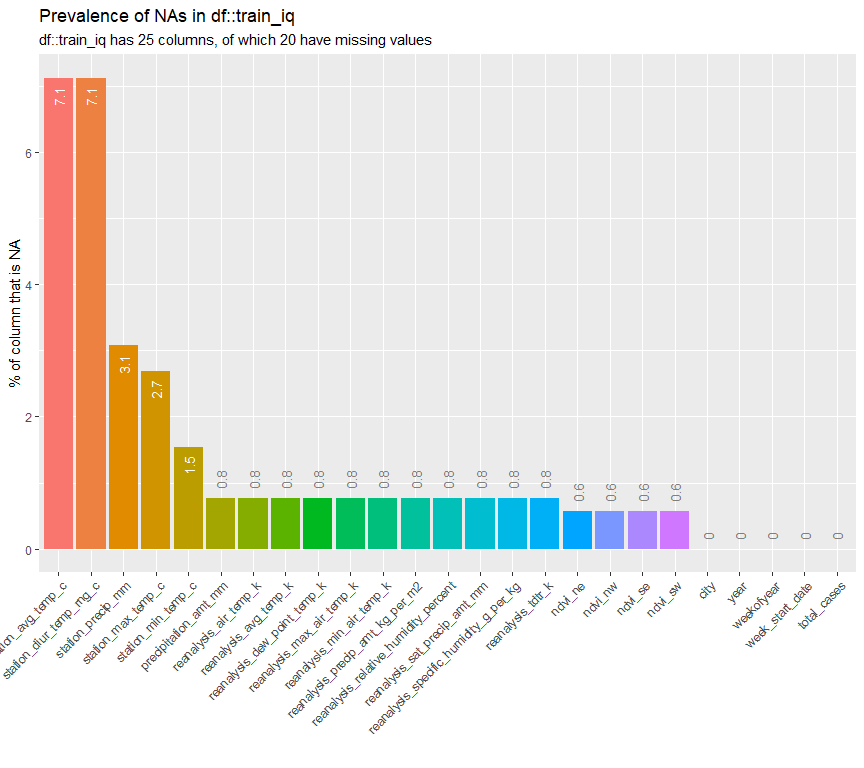 Prevalence of NAs in df::train_iq
df::train_iq has 25 columns, of which 20 have missing values
% of column that is NA
6
4
2
0
7.1
7.1
3.1
2.7
1.5
0.8
0.8
0.8
0.8
0.8
0.8
0.8
0.8
0.8
0.8
0.8
0.6
0.6
0.6
0.6
0
0
0
0
0
tion_avg_temp_c
station_diur_temp_rng_c
station_precip_mm
station_max_temp_c
station_min_temp_c
precipitation_amt_mm
reanalysis_air_temp_k
reanalysis_avg_temp_k
reanalysis_dew_point_temp_k
reanalysis_max_air_temp_k
reanalysis_min_air_temp_k
reanalysis_precip_amt_kg_per_m2
reanalysis_relative_humidity_percent
reanalysis_sat_precip_amt_mm
reanalysis_specific_humidity_g_per_kg
reanalysis_tdtr_k
ndvi_ne
ndvi_nw
ndvi_se
ndvi_sw
city
year
weekofyear
week_start_date
total_cases